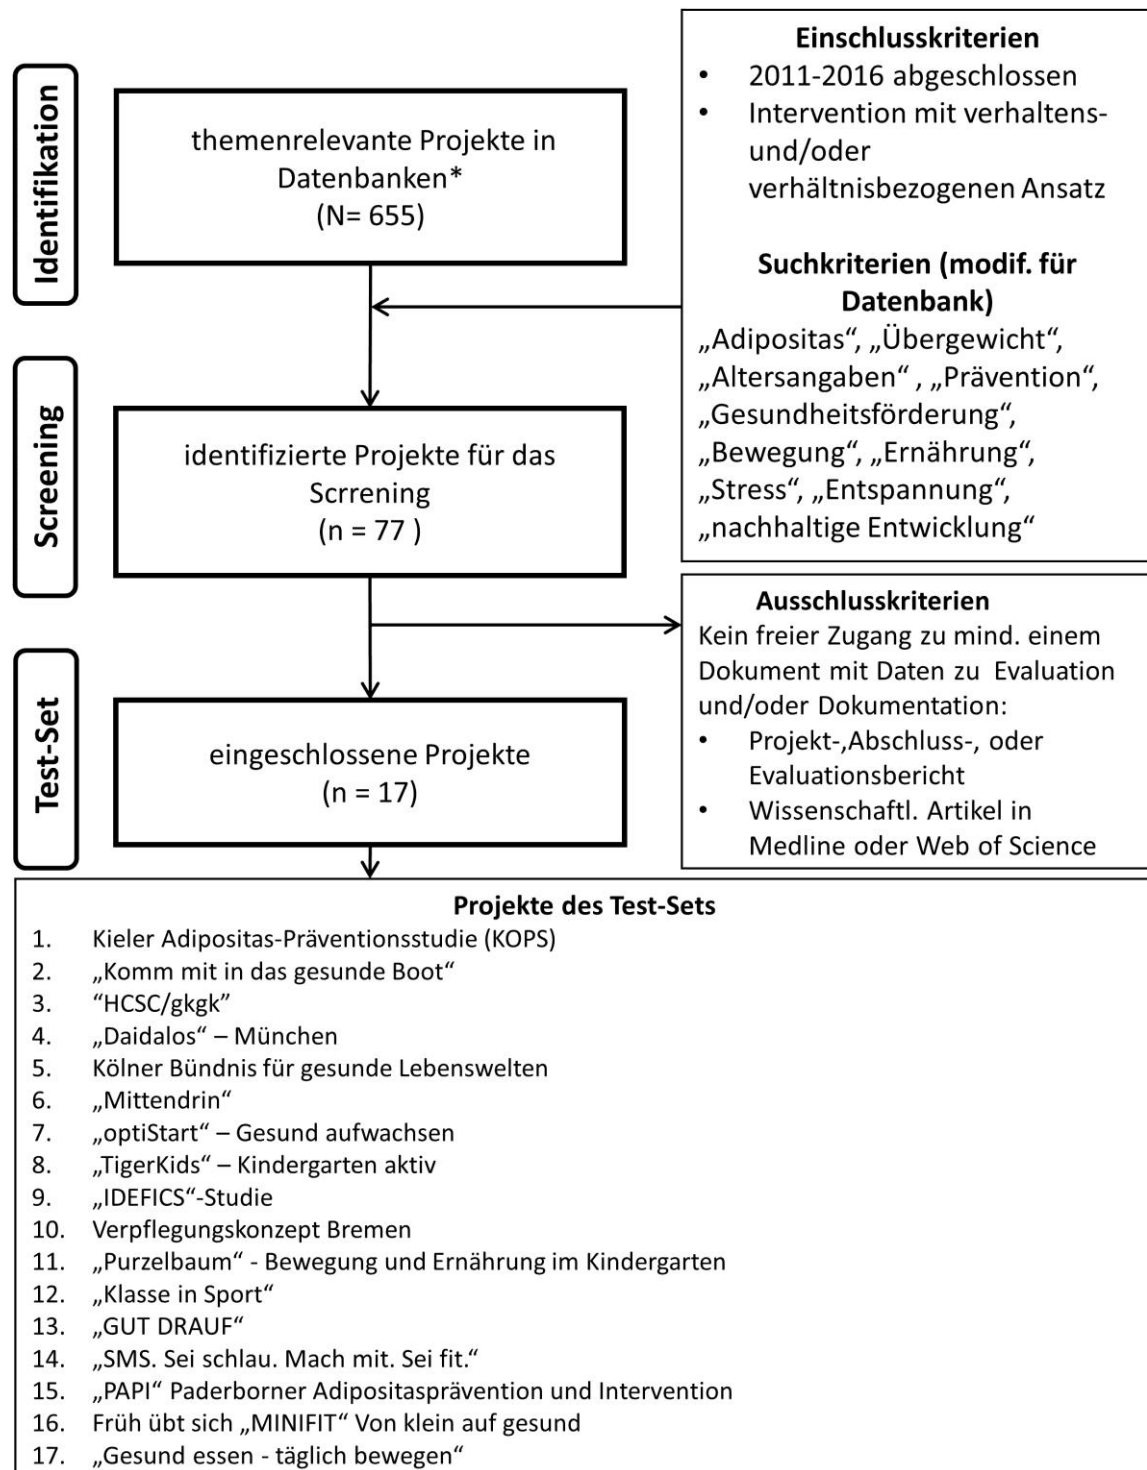 Identifikation
themenrelevante Projekte in
Datenbanken*
(N= 655)
Einschlusskriterien
• 2011-2016 abgeschlossen
• Intervention mit verhaltens-
und/oder
verhältnisbezogenen Ansatz
Suchkriterien (modif. für
Datenbank)
„Adipositas“, „Übergewicht“,
„Altersangaben“ , „Prävention“,
„Gesundheitsförderung“,
„Bewegung“, „Ernährung“,
„Stress“, „Entspannung“,
„nachhaltige Entwicklung“
Screening
identifizierte Projekte für das
Scrrening
(n = 77 )
Ausschlusskriterien
Kein freier Zugang zu mind. einem
Dokument mit Daten zu Evaluation
und/oder Dokumentation:
• Projekt-,Abschluss-, oder
Evaluationsbericht
• Wissenschaftl. Artikel in
Medline oder Web of Science
Test-Set
eingeschlossene Projekte
(n = 17)
Projekte des Test-Sets
1. Kieler Adipositas-Präventionsstudie (KOPS)
2. „Komm mit in das gesunde Boot“
3. “HCSC/gkgk”
4. „Daidalos“ – München
5. Kölner Bündnis für gesunde Lebenswelten
6. „Mittendrin“
7. „optiStart“ – Gesund aufwachsen
8. „TigerKids“ – Kindergarten aktiv
9. „IDEFICS“-Studie
10. Verpflegungskonzept Bremen
11. „Purzelbaum“ - Bewegung und Ernährung im Kindergarten
12. „Klasse in Sport“
13. „GUT DRAUF“
14. „SMS. Sei schlau. Mach mit. Sei fit.“
15. „PAPI“ Paderborner Adipositasprävention und Intervention
16. Früh übt sich „MINIFIT“ Von klein auf gesund
17. „Gesund essen - täglich bewegen“